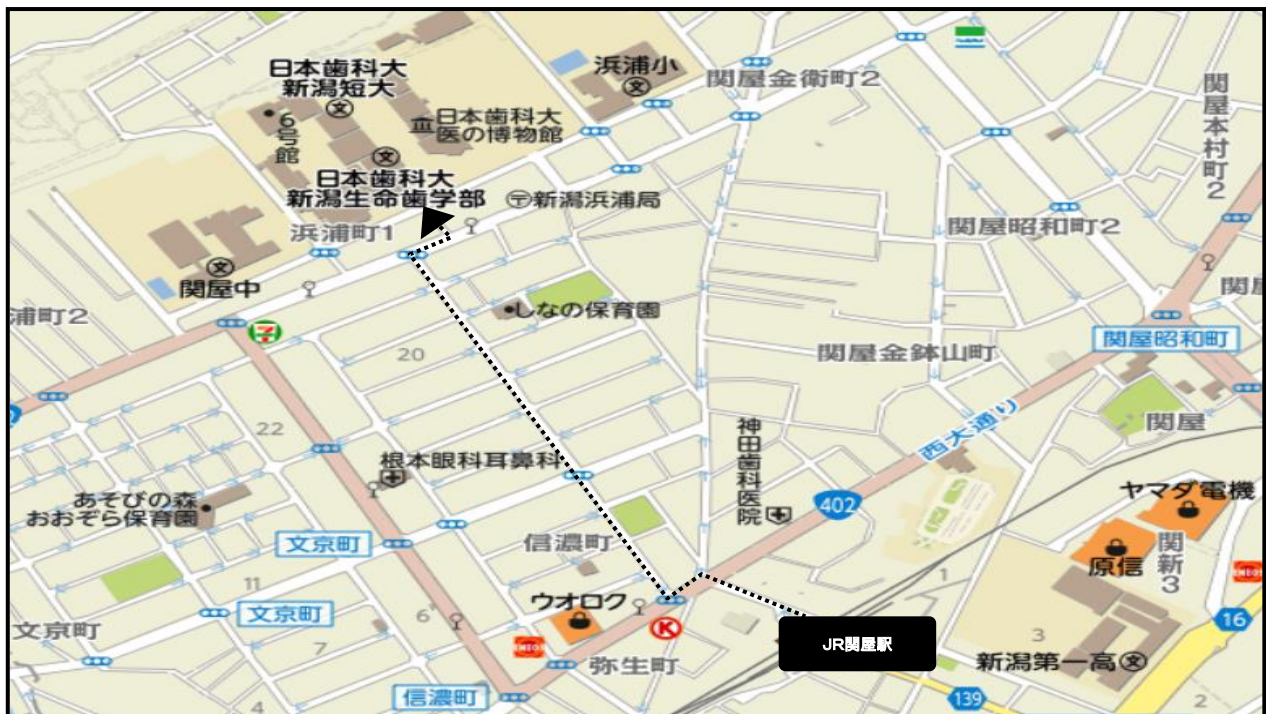 日本歯科大
新潟短大
6号館
日本歯科大
医の博物館
浜浦小
関屋金衛町2
関屋本村町2
日本歯科大
新潟生命歯学部
新潟浜浦局
浜浦町1
関屋昭和町2
関屋中
しなの保育園
浦町2
関屋昭和町
20
関屋金鉢山町
西大通り
関屋
22
神田歯科医院
根本眼科耳鼻科
402
ヤマダ電機
あそびの森
おおぞら保育園
文京町
信濃町
原信
関新3
ENEOS
11
文京町
ウオロク
1
文京町
6
7
K
16
3
JR関屋駅
新潟第一高
ENEOS
弥生町
信濃町
4
139
2